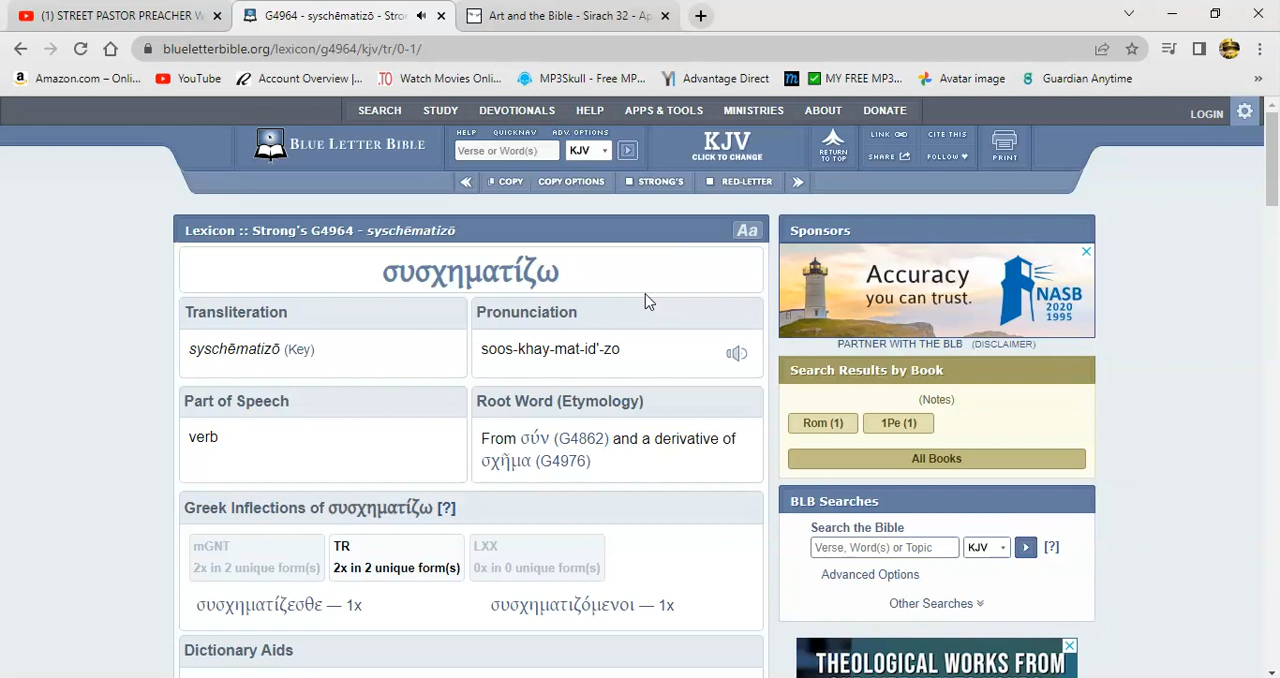 (1) STREET PASTOR PREACHER W
G4964 - syschēmatizō - Stro
Art and the Bible - Sirach 32 - Ap
blueletterbible.org/lexicon/g4964/kjv/tr/0-1/
Amazon.com – Onli...
YouTube
Account Overview |...
Watch Movies Onlin...
MP3Skull - Free MP...
Advantage Direct
MY FREE MP3...
Avatar image
Guardian Anytime
»
SEARCH STUDY DEVOTIONALS HELP APPS & TOOLS MINISTRIES ABOUT DONATE
LOGIN
BLUE LETTER BIBLE
HELP QUICKNAV ADV. OPTIONS
Verse or Word(s) KJV
KJV
CLICK TO CHANGE
RETURN
TO TOP
LINK
SHARE
CITE THIS
FOLLOW
PRINT
COPY COPY OPTIONS STRONG'S RED-LETTER
Lexicon :: Strong's G4964 - syschēmatizō
Aa
συσχηματίζω
Transliteration
syschēmatizō (Key)
Pronunciation
soos-khay-mat-id'-zo
Part of Speech
verb
Root Word (Etymology)
From σύν (G4862) and a derivative of
σχῆμα (G4976)
Greek Inflections of συσχηματίζω [?]
mGNT
2x in 2 unique form(s)
TR
2x in 2 unique form(s)
LXX
0x in 0 unique form(s)
συσχηματίζεσθε — 1x
συσχηματιζόμενοι — 1x
Dictionary Aids
Sponsors
Accuracy
you can trust.
NASB
2020
1995
PARTNER WITH THE BLB (DISCLAIMER)
Search Results by Book
(Notes)
Rom (1) 1Pe (1)
All Books
BLB Searches
Search the Bible
Verse, Word(s) or Topic KJV [?]
Advanced Options
Other Searches
THEOLOGICAL WORKS FROM